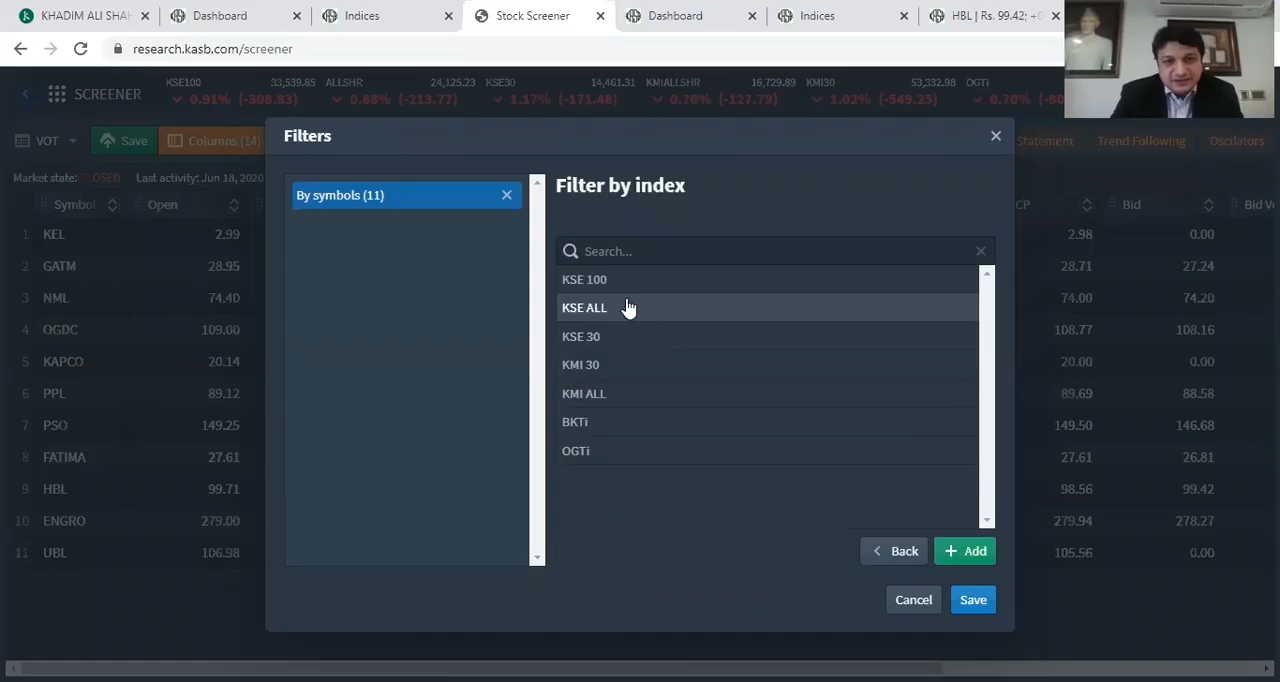 KHADIM ALI SHAH
Dashboard
Indices
Stock Screener
Dashboard
Indices
HBL | Rs. 99.42;
research.kasb.com/screener
SCREENER
KSE100 33,539.85
0.91% (-308.83)
ALLSHR 24,125.23
0.88% (-213.77)
KSE30 14,461.31
1.17% (-171.48)
KMIALLSHR 16,729.89
0.76% (-127.79)
KMI30 53,332.98
1.02% (-549.25)
OGTi
0.70% (-90
VOT Save Columns (14)
Statement Trend Following Oscilators
Market state: CLOSED Last activity: Jun 18, 2020
Symbol Open CP Bid Bid V
1 KEL 2.99 2.98 0.00
2 GATM 28.95 28.71 27.24
3 NML 74.40 74.00 74.20
4 OGDC 109.00 108.77 108.16
5 KAPCO 20.14 20.00 0.00
6 PPL 89.12 89.69 88.58
7 PSO 149.25 149.50 146.68
8 FATIMA 27.61 27.61 26.81
9 HBL 99.71 98.56 99.42
10 ENGRO 279.00 279.94 278.27
11 UBL 106.98 105.56 0.00
Filters
By symbols (11)
Filter by index
Search...
KSE 100
KSE ALL
KSE 30
KMI 30
KMI ALL
BKTi
OGTi
Back
Add
Cancel
Save